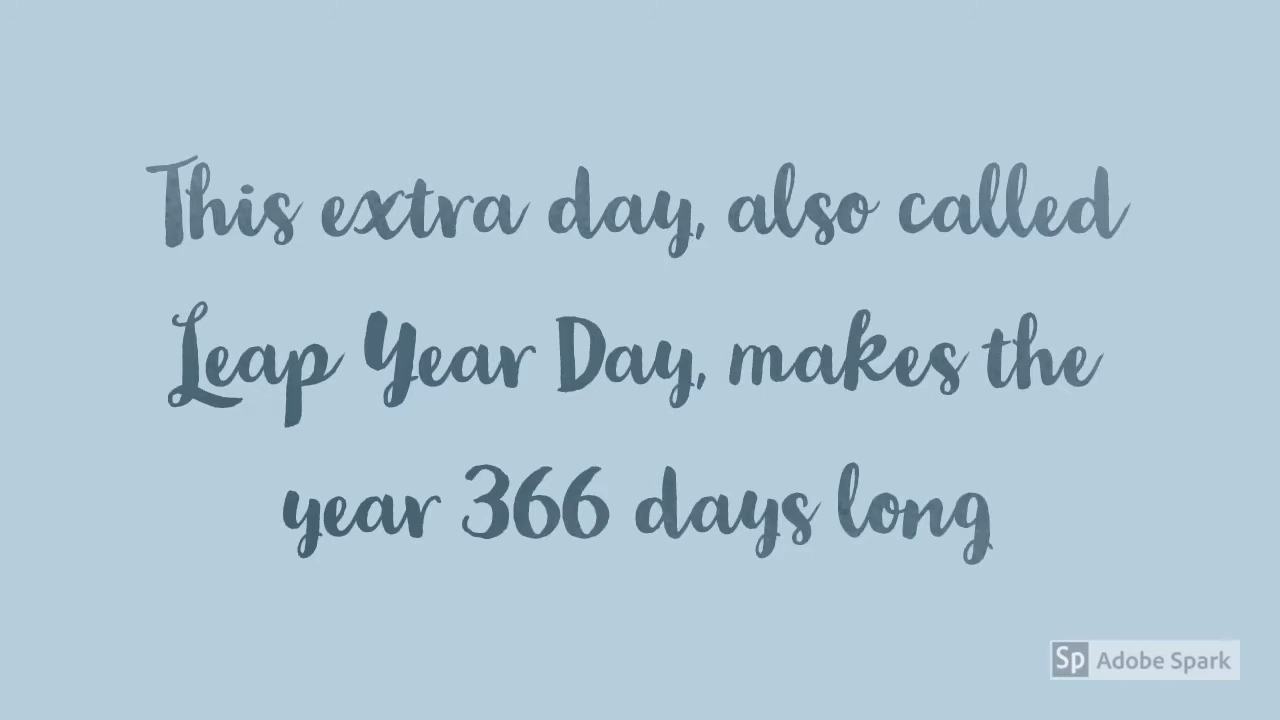 This extra day, also called
Leap Year Day, makes the
year 366 days long
Sp Adobe Spark